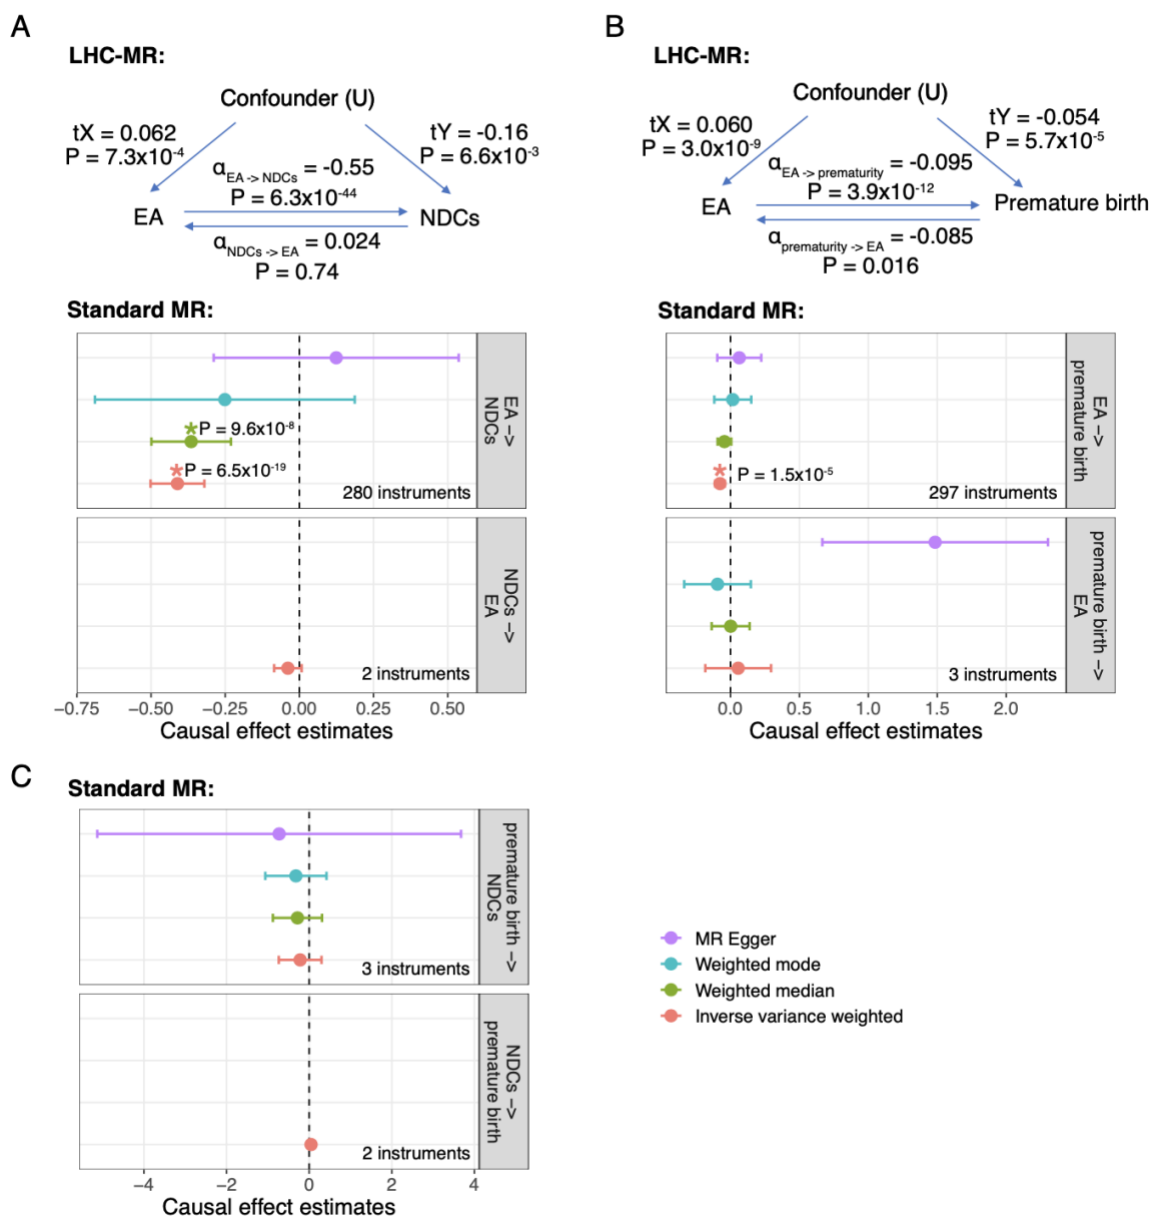 A
LHC-MR:
Confounder (U)
tX = 0.062
P = 7.3x10-4
tY = -0.16
P = 6.6x10-3
αEA -> NDCs = -0.55
P = 6.3x10-44
EA
NDCs
αNDCs -> EA = 0.024
P = 0.74
Standard MR:
P = 9.6x10-8
P = 6.5x10-19
280 instruments
EA −>
NDCs
2 instruments
NDCs −>
EA
−0.75 −0.50 −0.25 0.00 0.25 0.50
Causal effect estimates
B
LHC-MR:
Confounder (U)
tX = 0.060
P = 3.0x10-9
tY = -0.054
P = 5.7x10-5
αEA -> prematurity = -0.095
P = 3.9x10-12
EA
Premature birth
αprematurity -> EA = -0.085
P = 0.016
Standard MR:
P = 1.5x10-5
297 instruments
EA −>
premature birth
3 instruments
premature birth −>
EA
0.0 0.5 1.0 1.5 2.0
Causal effect estimates
C
Standard MR:
3 instruments
premature birth −>
NDCs
2 instruments
NDCs −>
premature birth
−4 −2 0 2 4
Causal effect estimates
MR Egger
Weighted mode
Weighted median
Inverse variance weighted